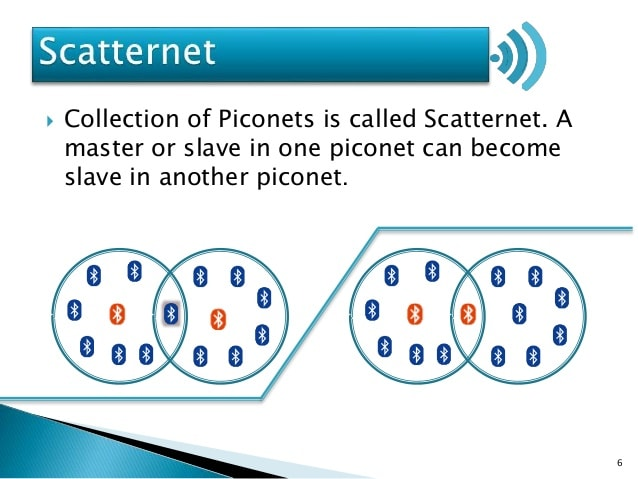 Scatternet
Collection of Piconets is called Scatternet. A
master or slave in one piconet can become
slave in another piconet.
6